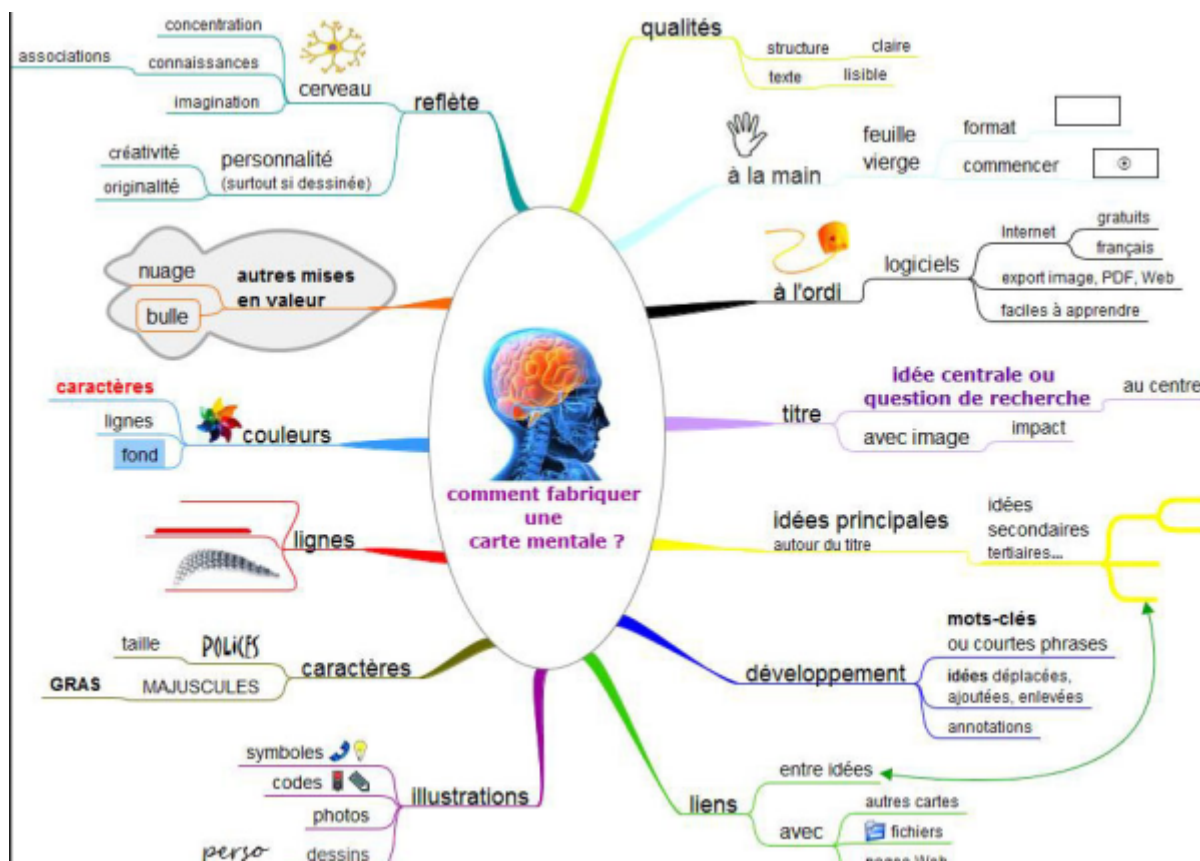 comment fabriquer
une
carte mentale ?
qualités
structure claire
texte lisible
à la main
feuille
vierge
format
commencer
à l'ordi
logiciels
Internet
gratuits
français
export image, PDF, Web
faciles à apprendre
titre
idée centrale ou
question de recherche
au centre
avec image
impact
idées principales
autour du titre
idées
secondaires
tertiaires...
développement
mots-clés
ou courtes phrases
idées déplacées,
ajoutées, enlevées
annotations
liens
entre idées
avec
autres cartes
fichiers
pages Web
illustrations
symboles
codes
photos
dessins
perso
caractères
taille
POLICES
GRAS
MAJUSCULES
lignes
couleurs
caractères
lignes
fond
autres mises
en valeur
nuage
bulle
reflète
cerveau
concentration
connaissances
associations
imagination
personnalité
(surtout si dessinée)
créativité
originalité